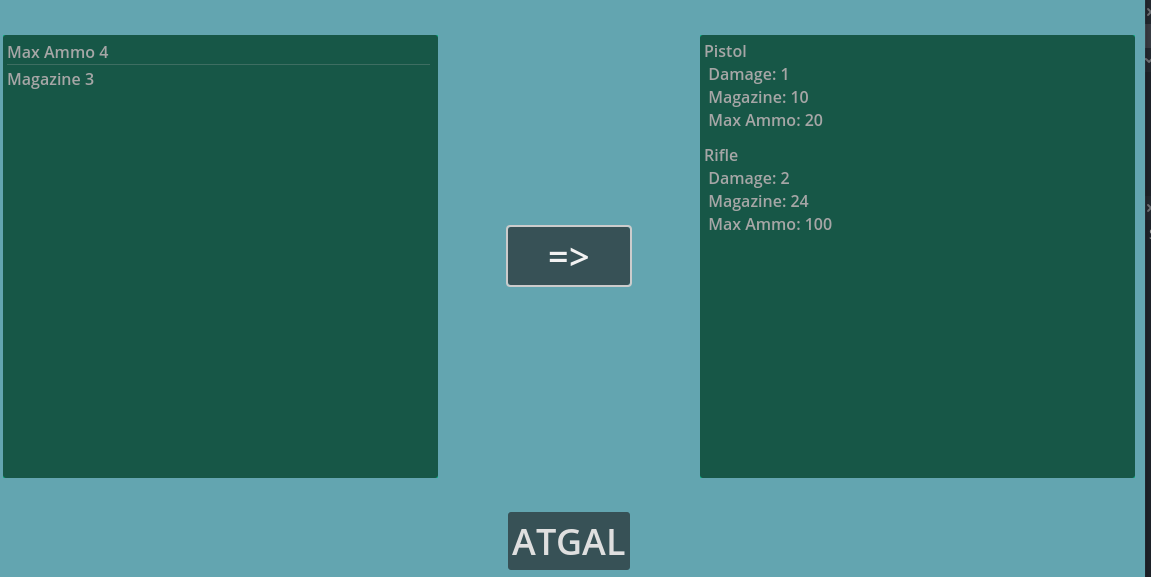 Max Ammo 4
Magazine 3
Pistol
Damage: 1
Magazine: 10
Max Ammo: 20
Rifle
Damage: 2
Magazine: 24
Max Ammo: 100
=>
ATGAL